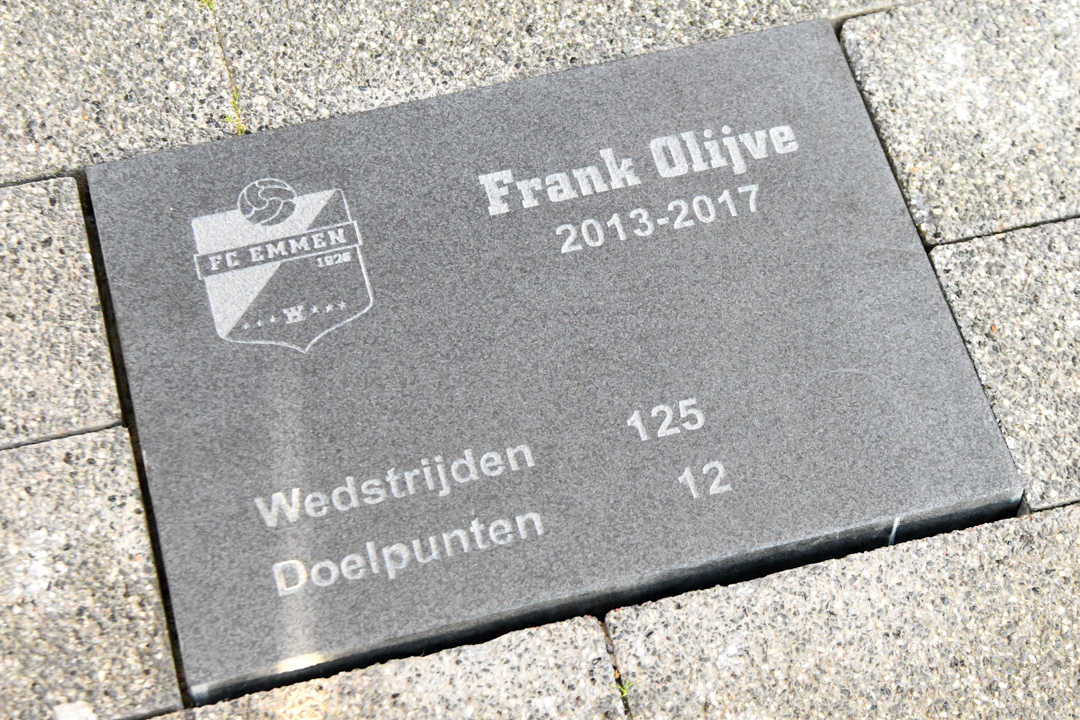 Frank Olijve
2013-2017
FC EMMEN
1925
W
Wedstrijden 125
Doelpunten 12